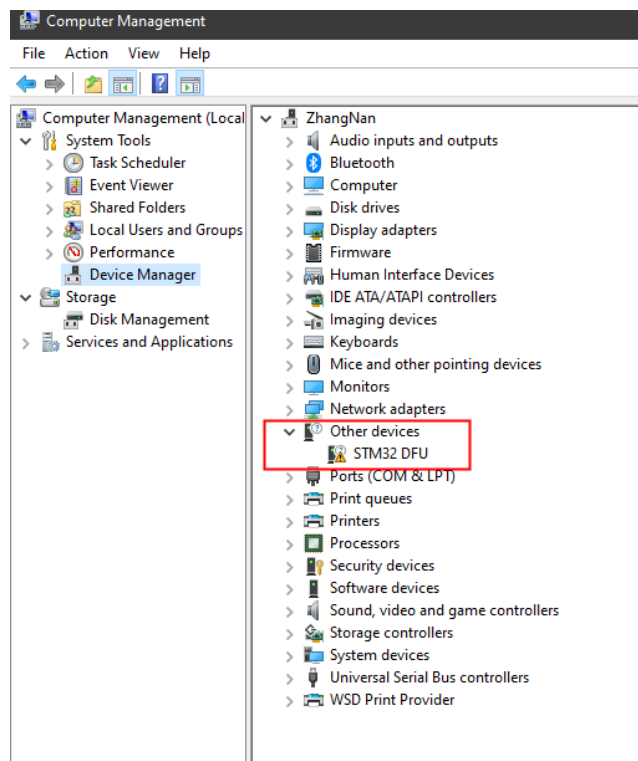 Computer Management
File Action View Help
Computer Management (Local
System Tools
Task Scheduler
Event Viewer
Shared Folders
Local Users and Groups
Performance
Device Manager
Storage
Disk Management
Services and Applications
ZhangNan
Audio inputs and outputs
Bluetooth
Computer
Disk drives
Display adapters
Firmware
Human Interface Devices
IDE ATA/ATAPI controllers
Imaging devices
Keyboards
Mice and other pointing devices
Monitors
Network adapters
Other devices
STM32 DFU
Ports (COM & LPT)
Print queues
Printers
Processors
Security devices
Software devices
Sound, video and game controllers
Storage controllers
System devices
Universal Serial Bus controllers
WSD Print Provider